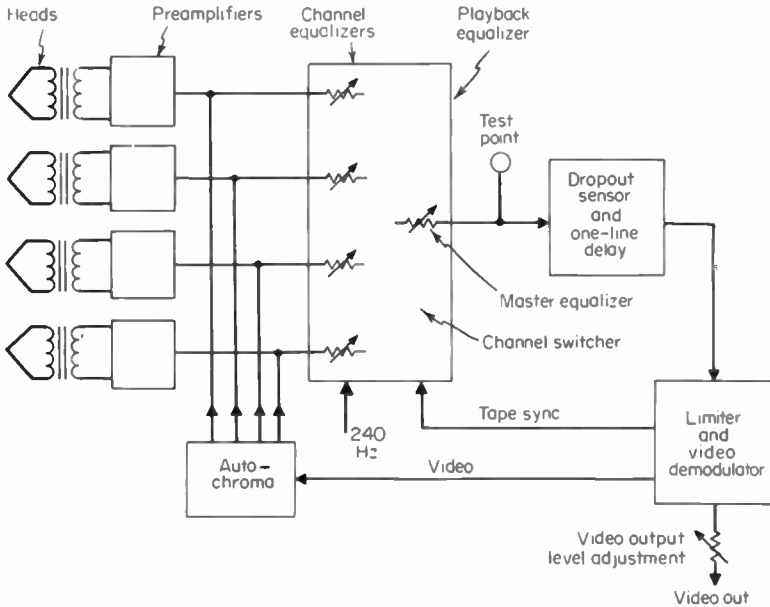 Heads
Preamplifiers
Channel
equalizers
Playback
equalizer
Test
point
Dropout
sensor
and
one-line
delay
Master equalizer
Channel switcher
240
Hz
Tape sync
Limiter
and
video
demodulator
Auto-
chroma
Video
Video output
level adjustment
Video out